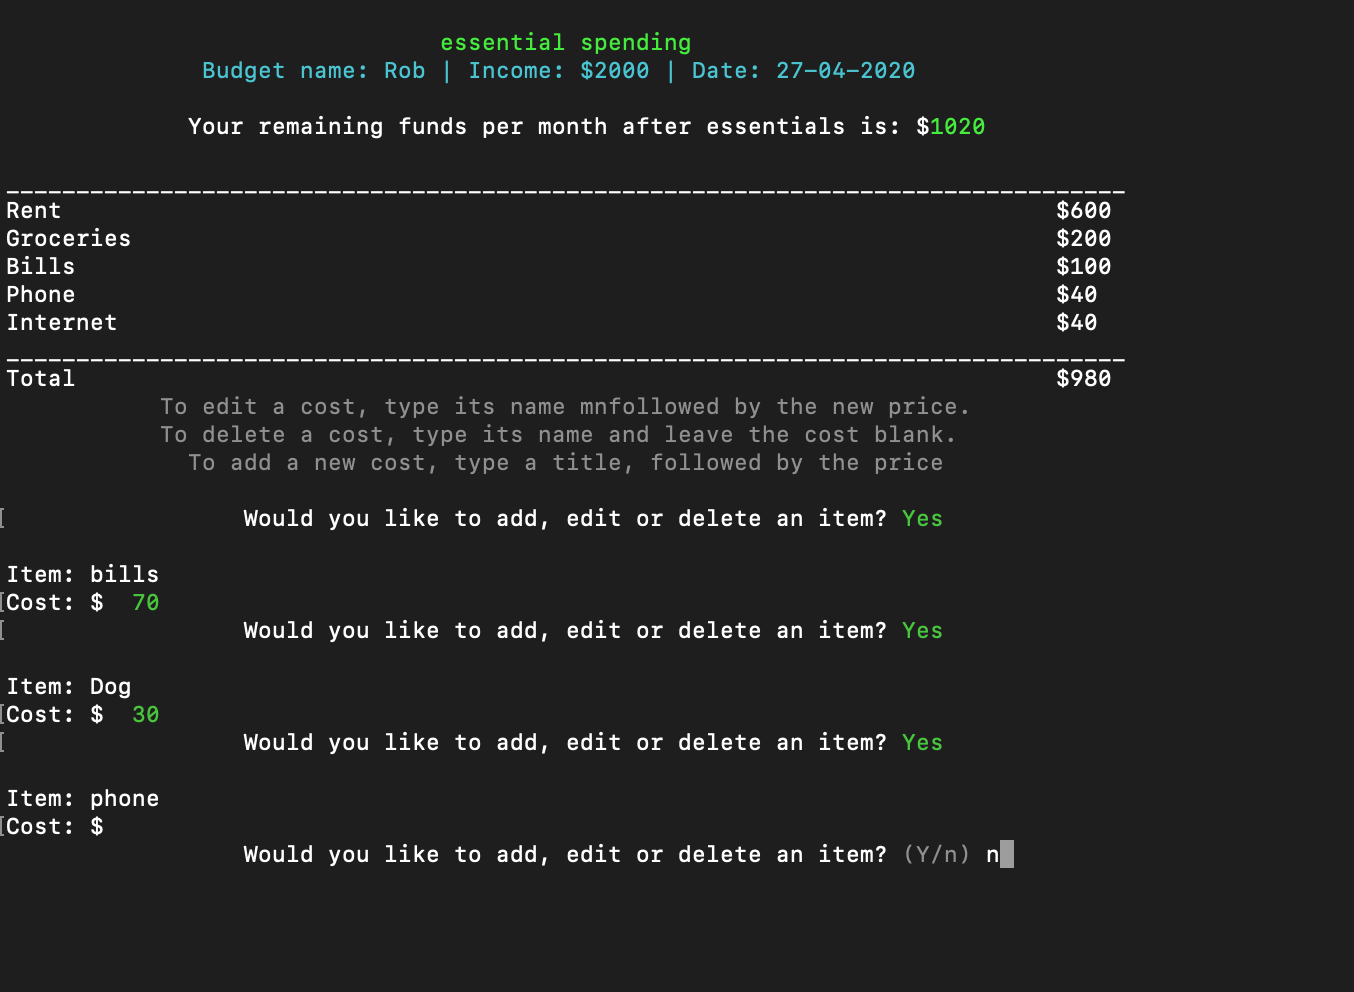 essential spending
Budget name: Rob | Income: $2000 | Date: 27-04-2020
Your remaining funds per month after essentials is: $1020
________________________________________________________________________________
Rent $600
Groceries $200
Bills $100
Phone $40
Internet $40
________________________________________________________________________________
Total $980
To edit a cost, type its name mnfollowed by the new price.
To delete a cost, type its name and leave the cost blank.
To add a new cost, type a title, followed by the price
[ Would you like to add, edit or delete an item? Yes
Item: bills
[Cost: $ 70
[ Would you like to add, edit or delete an item? Yes
Item: Dog
[Cost: $ 30
[ Would you like to add, edit or delete an item? Yes
Item: phone
[Cost: $
Would you like to add, edit or delete an item? (Y/n) n